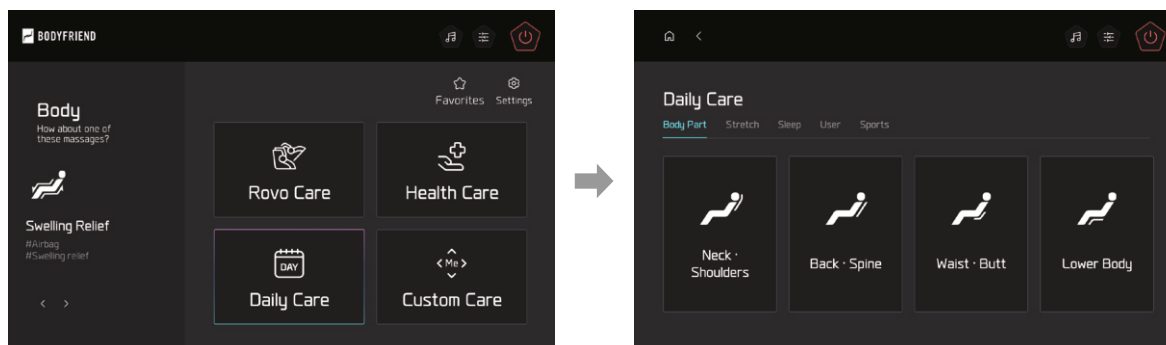 BODYFRIEND
Body
How about one of
these massages?
Swelling Relief
#Airbag
#Swelling relief
Favorites Settings
Rovo Care
Health Care
DAY
Daily Care
< Me >
Custom Care
Daily Care
Body Part Stretch Sleep User Sports
Neck ·
Shoulders
Back · Spine
Waist · Butt
Lower Body